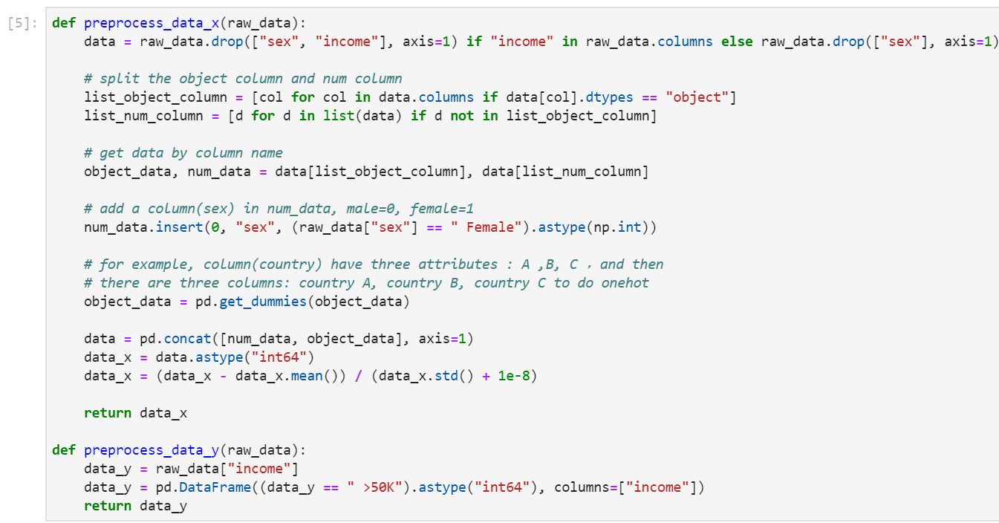 [5]:
def preprocess_data_x(raw_data):
    data = raw_data.drop(["sex", "income"], axis=1) if "income" in raw_data.columns else raw_data.drop(["sex"], axis=1)
    # split the object column and num column
    list_object_column = [col for col in data.columns if data[col].dtypes == "object"]
    list_num_column = [d for d in list(data) if d not in list_object_column]
    # get data by column name
    object_data, num_data = data[list_object_column], data[list_num_column]
    # add a column(sex) in num_data, male=0, female=1
    num_data.insert(0, "sex", (raw_data["sex"] == " Female").astype(np.int))
    # for example, column(country) have three attributes : A ,B, C ，and then
    # there are three columns: country A, country B, country C to do onehot
    object_data = pd.get_dummies(object_data)
    data = pd.concat([num_data, object_data], axis=1)
    data_x = data.astype("int64")
    data_x = (data_x - data_x.mean()) / (data_x.std() + 1e-8)
    return data_x
def preprocess_data_y(raw_data):
    data_y = raw_data["income"]
    data_y = pd.DataFrame((data_y == " >50K").astype("int64"), columns=["income"])
    return data_y